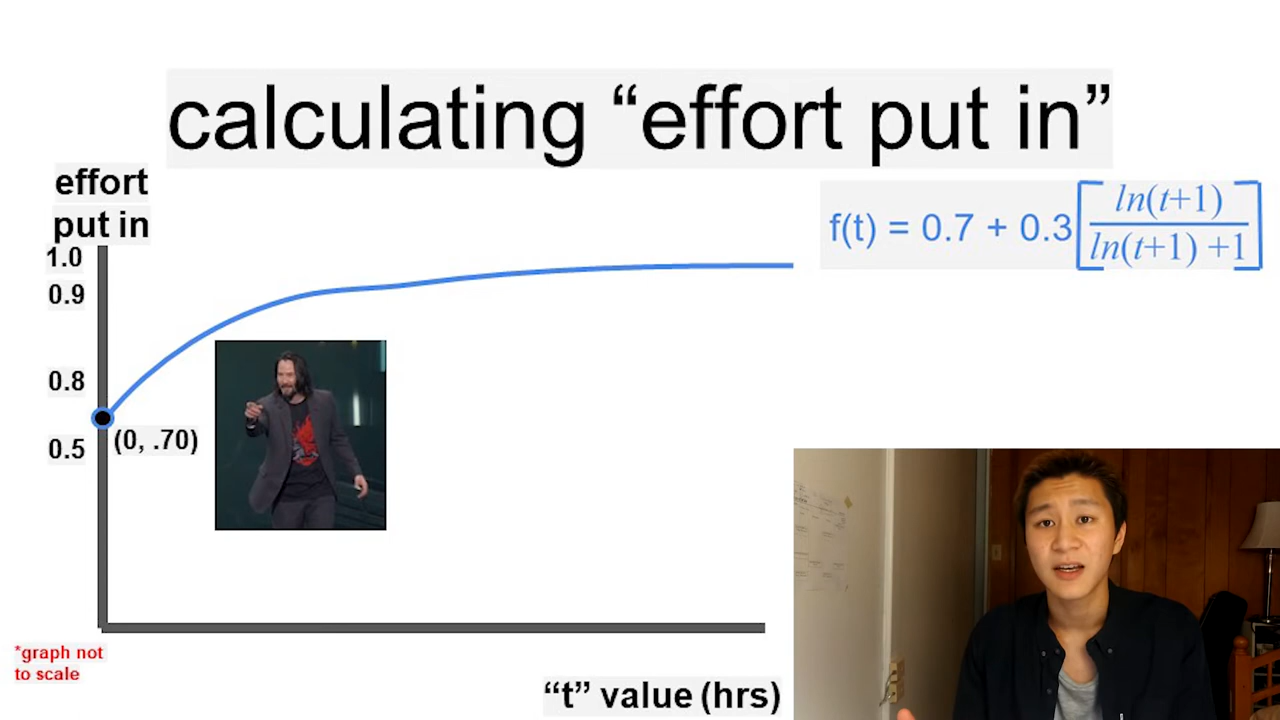 calculating “effort put in”
effort
put in
f(t) = 0.7 + 0.3[ln(t+1) / ln(t+1) +1]
1.0
0.9
0.8
(0, .70)
0.5
*graph not
to scale
“t” value (hrs)